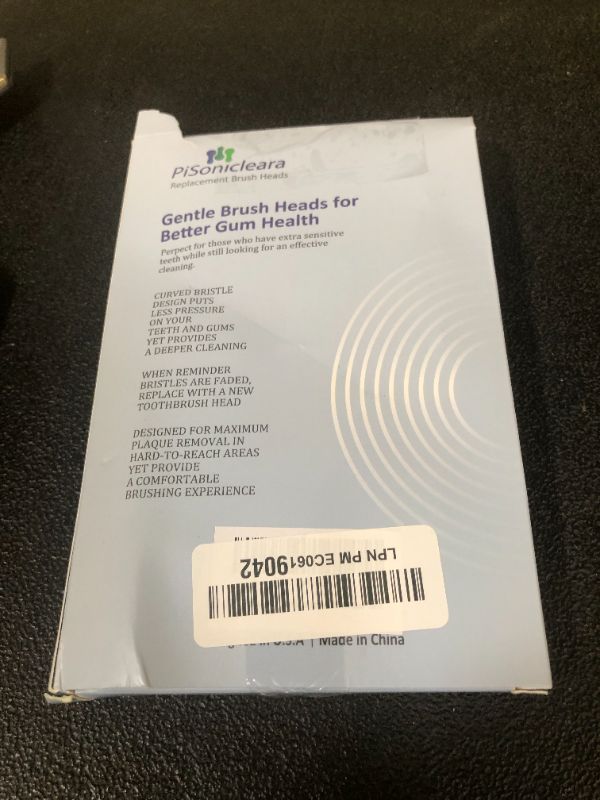 PiSonicleara
Replacement Brush Heads
Gentle Brush Heads for
Better Gum Health
Perpect for those who have extra sensitive
teeth while still looking for an effective
cleaning.
CURVED BRISTLE
DESIGN PUTS
LESS PRESSURE
ON YOUR
TEETH AND GUMS
YET PROVIDES
A DEEPER CLEANING
WHEN REMINDER
BRISTLES ARE FADED,
REPLACE WITH A NEW
TOOTHBRUSH HEAD
DESIGNED FOR MAXIMUM
PLAQUE REMOVAL IN
HARD-TO-REACH AREAS
YET PROVIDE
A COMFORTABLE
BRUSHING EXPERIENCE
LPN PM EC0619042
in U.S.A | Made in China